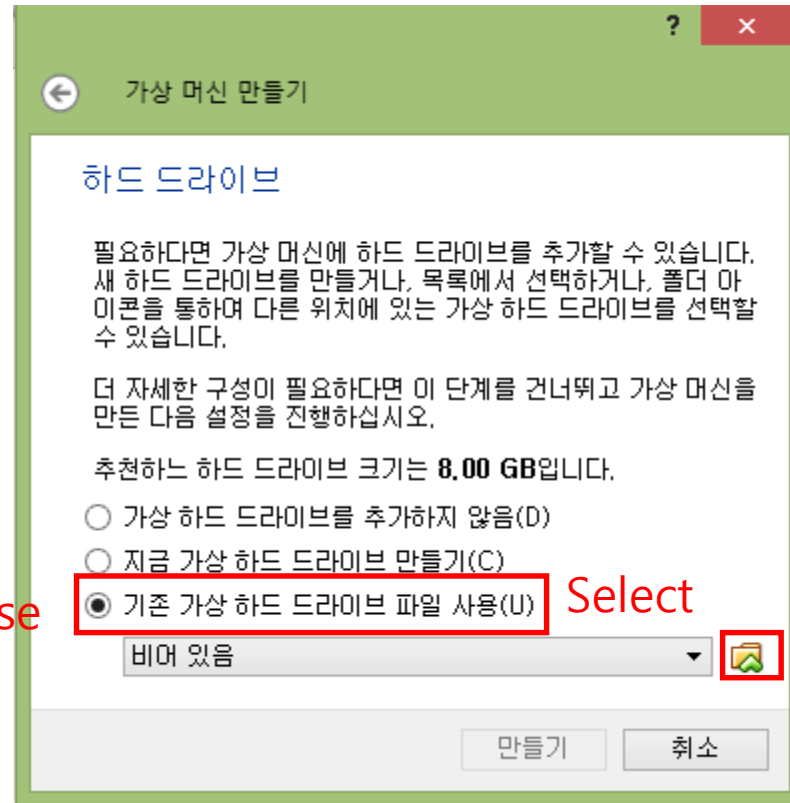 ?
×
가상 머신 만들기
하드 드라이브
필요하다면 가상 머신에 하드 드라이브를 추가할 수 있습니다.
새 하드 드라이브를 만들거나, 목록에서 선택하거나, 폴더 아
이콘을 통하여 다른 위치에 있는 가상 하드 드라이브를 선택할
수 있습니다.
더 자세한 구성이 필요하다면 이 단계를 건너뛰고 가상 머신을
만든 다음 설정을 진행하십시오.
추천하느 하드 드라이브 크기는 8.00 GB입니다.
가상 하드 드라이브를 추가하지 않음(D)
지금 가상 하드 드라이브 만들기(C)
se 기존 가상 하드 드라이브 파일 사용(U) Select
비어 있음
만들기 취소